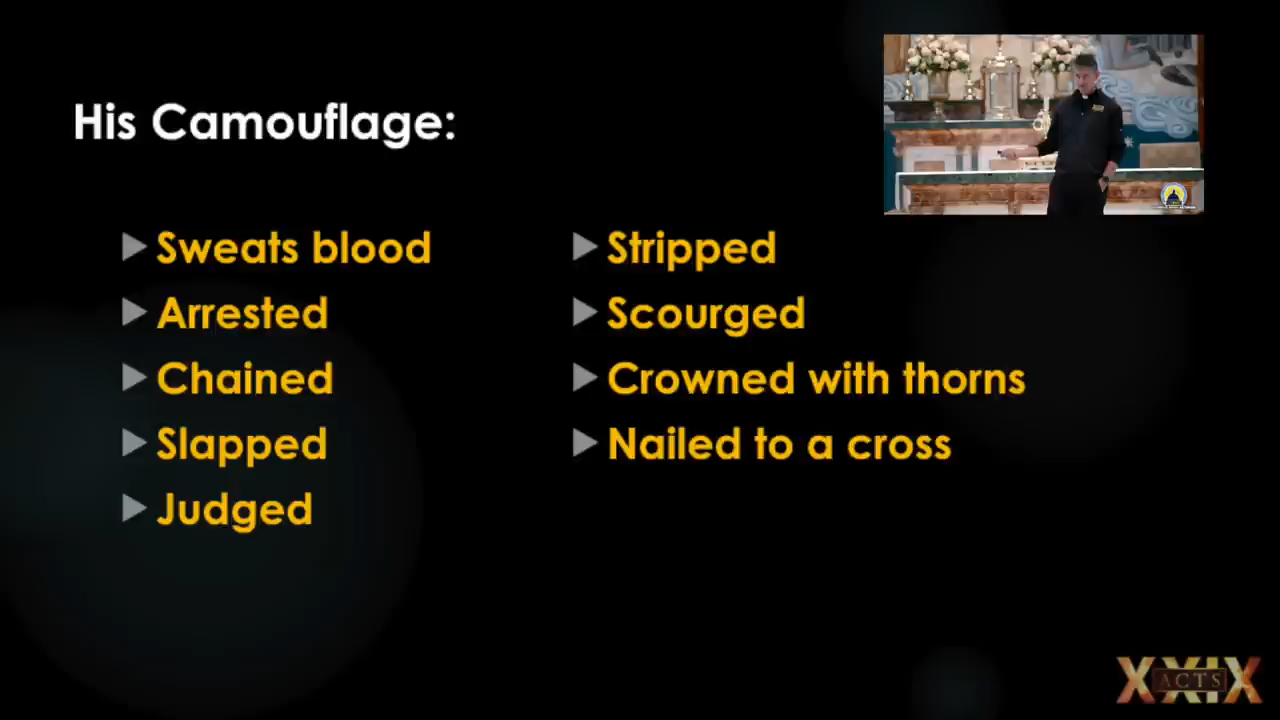 His Camouflage:
Sweats blood
Arrested
Chained
Slapped
Judged
Stripped
Scourged
Crowned with thorns
Nailed to a cross
XXIX
ACTS